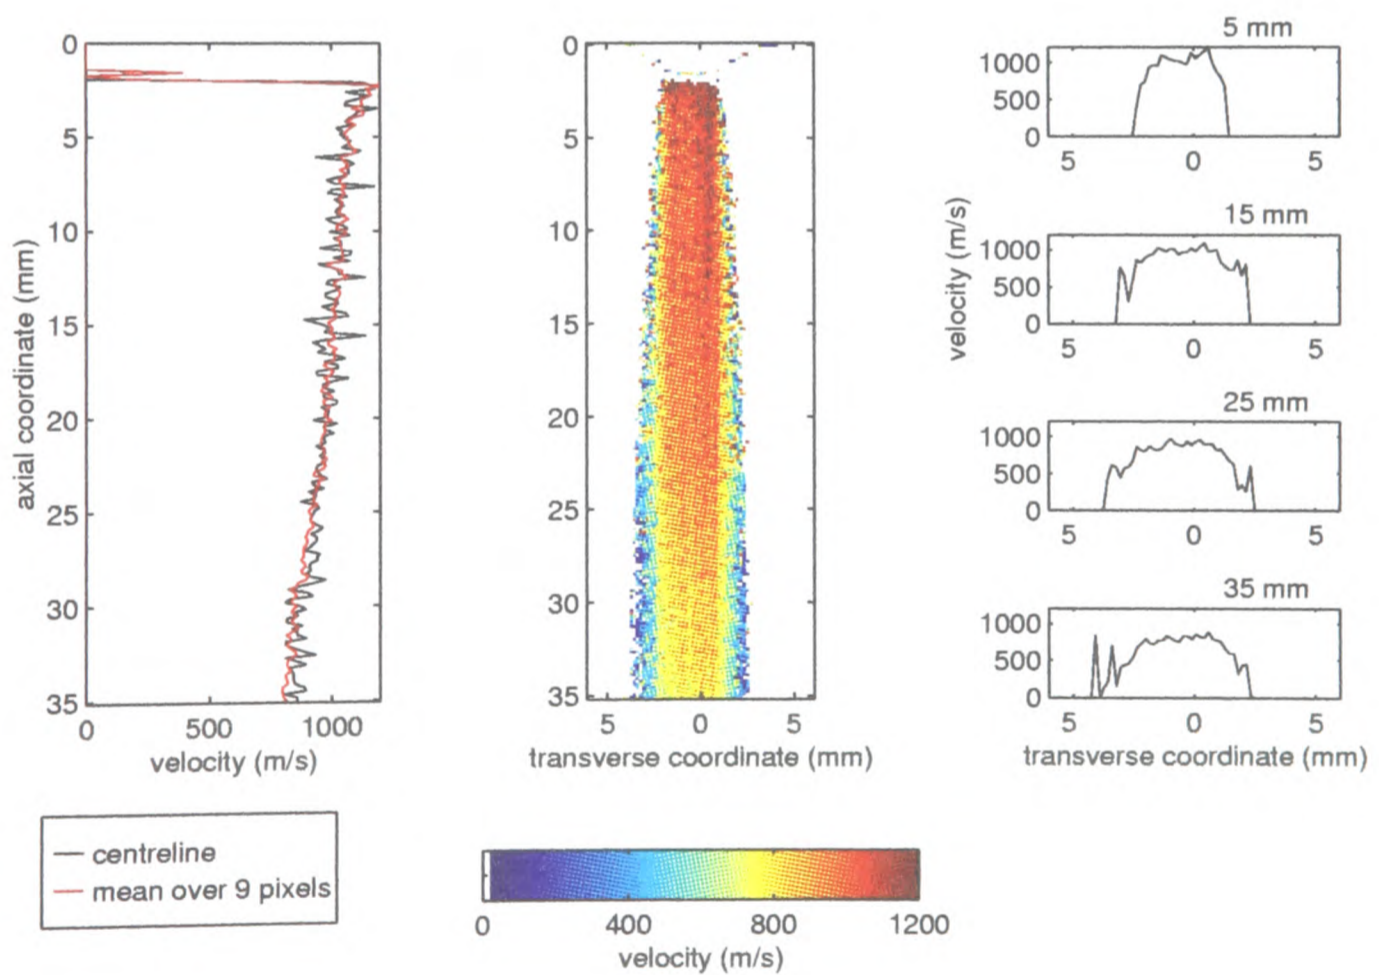 0
5
10
15
20
25
30
35
axial coordinate (mm)
0 500 1000
velocity (m/s)
0
5
10
15
20
25
30
35
5 0 5
transverse coordinate (mm)
velocity (m/s)
5 mm
1000
500
0
5 0 5
15 mm
1000
500
0
5 0 5
25 mm
1000
500
0
5 0 5
35 mm
1000
500
0
5 0 5
transverse coordinate (mm)
centreline
mean over 9 pixels
0 400 800 1200
velocity (m/s)